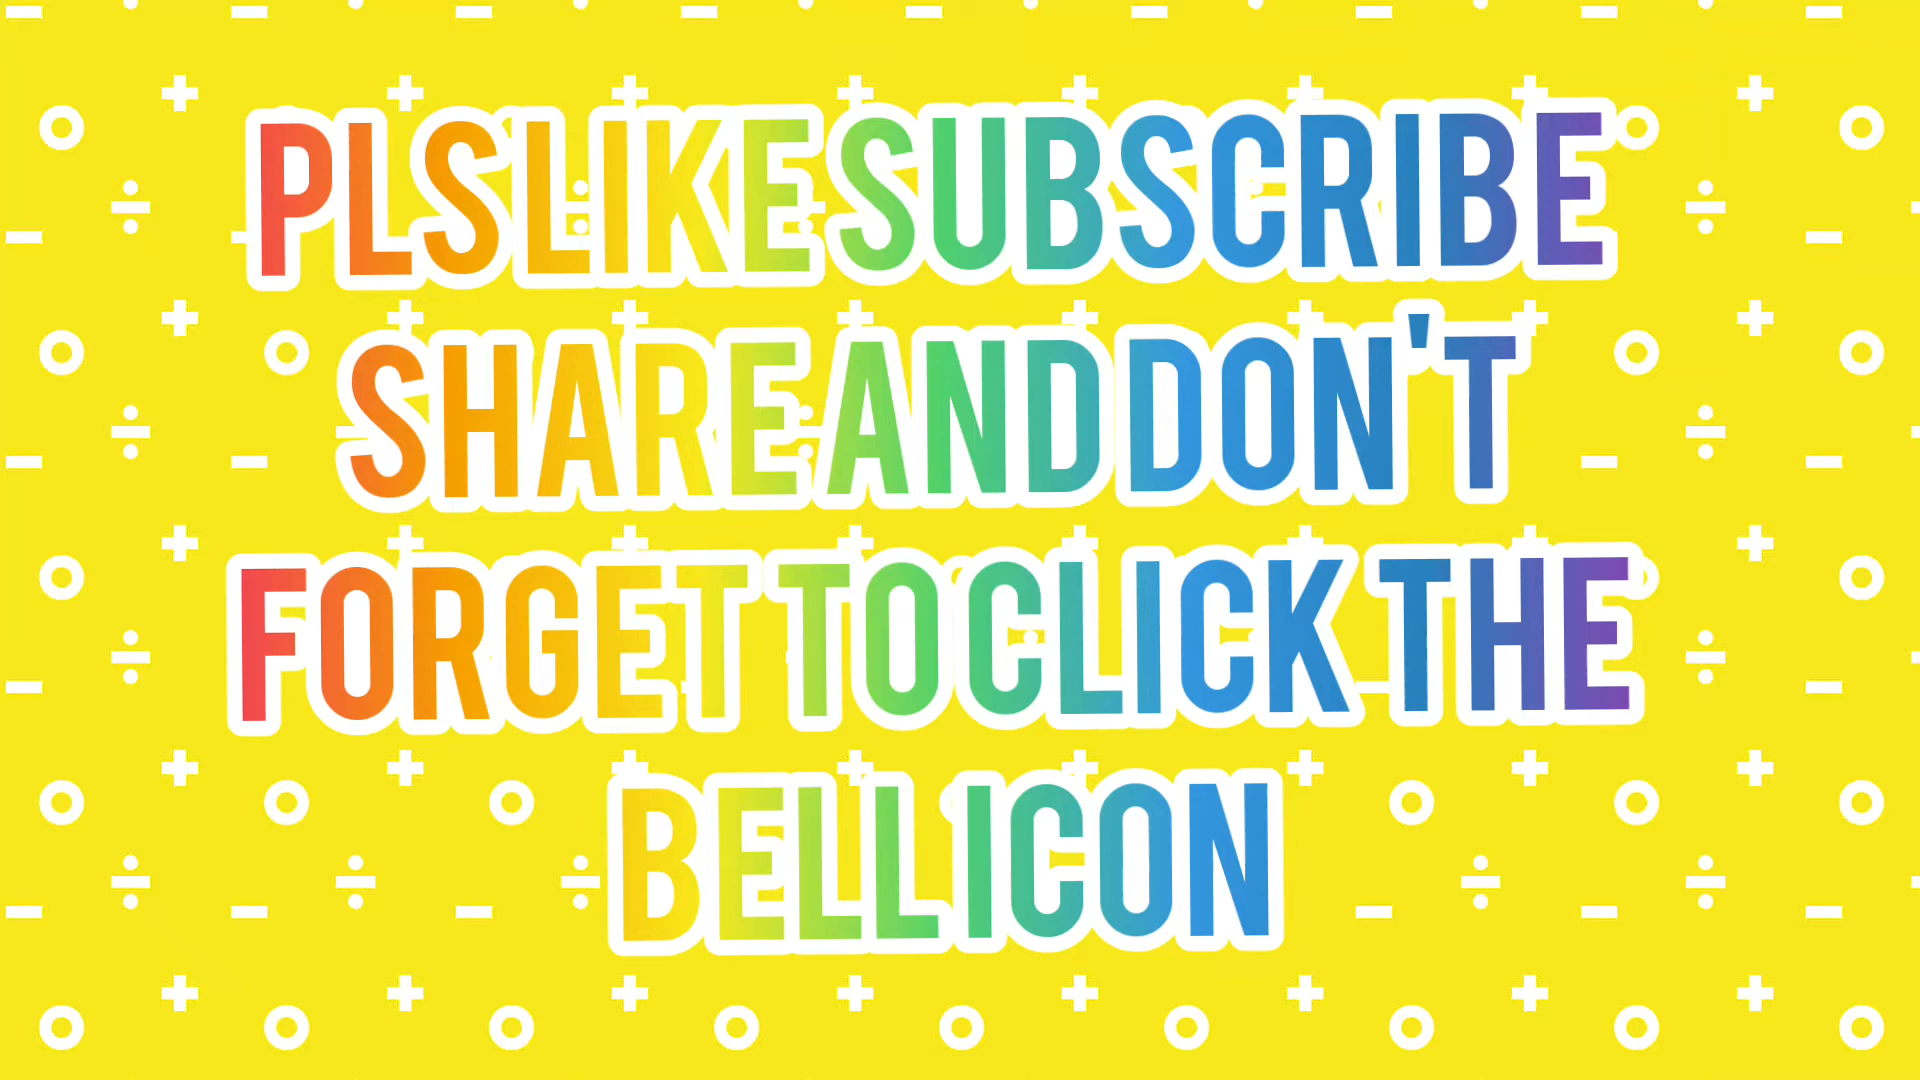 PLS LIKE SUBSCRIBE
SHARE AND DON'T
FORGET TO CLICK THE
BELL ICON